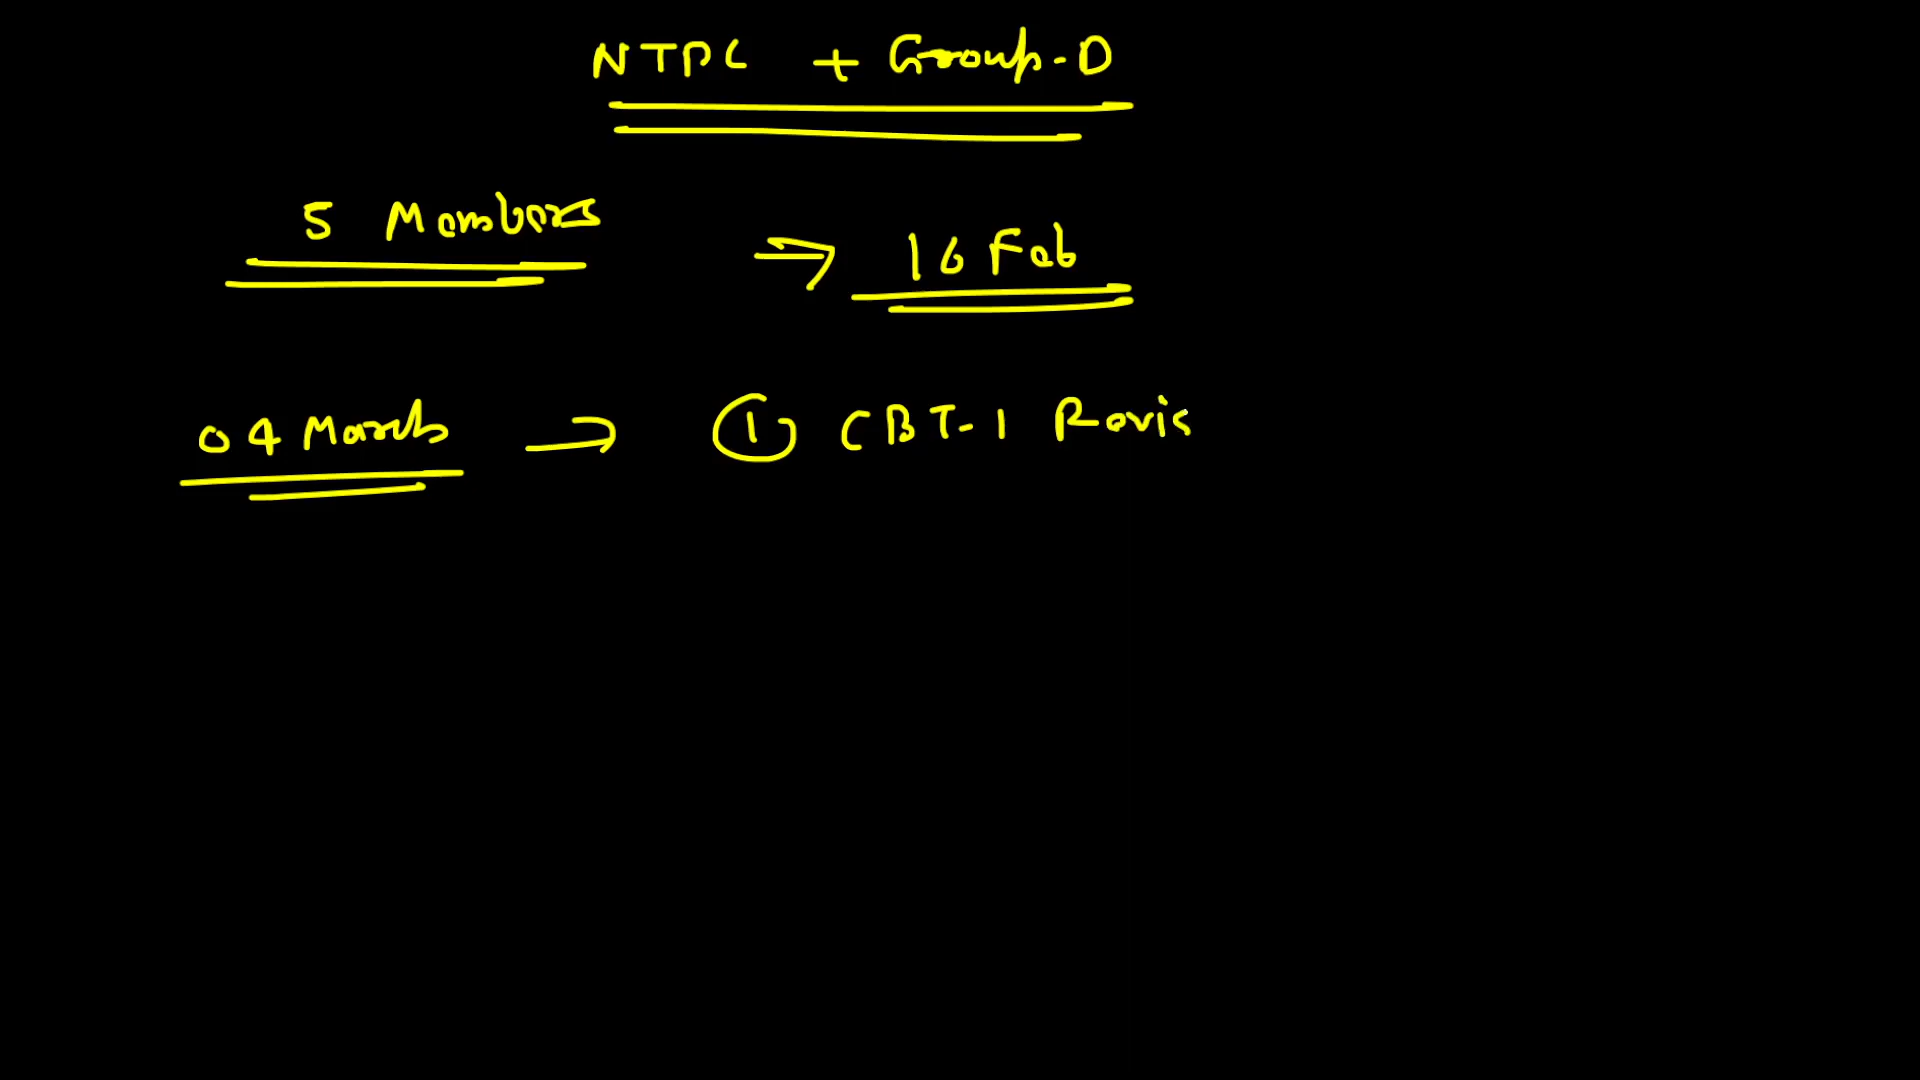 NTPC + Group-D
5 Members → 16 Feb
04 March → ① CBT-1 Revis